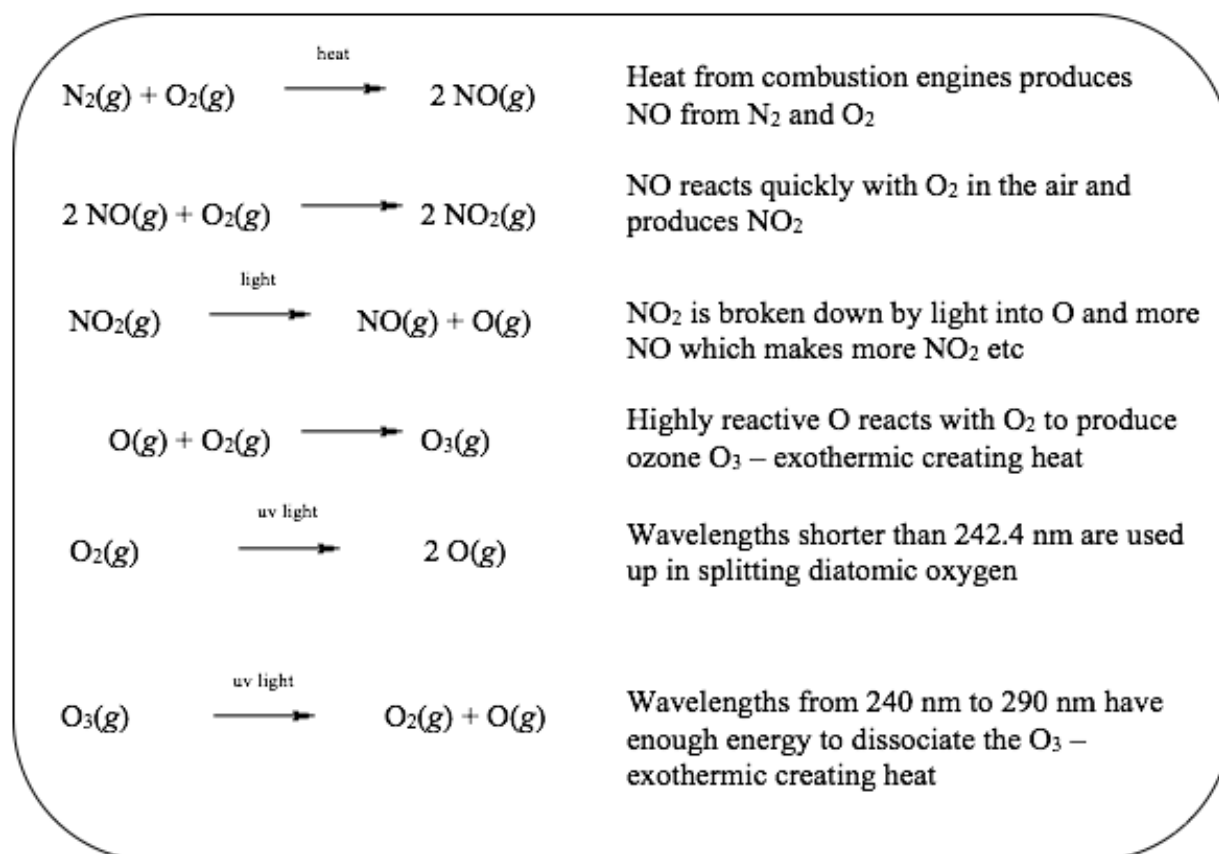 heat
N₂(g) + O₂(g) ⟶ 2 NO(g)
Heat from combustion engines produces
NO from N₂ and O₂
2 NO(g) + O₂(g) ⟶ 2 NO₂(g)
NO reacts quickly with O₂ in the air and
produces NO₂
light
NO₂(g) ⟶ NO(g) + O(g)
NO₂ is broken down by light into O and more
NO which makes more NO₂ etc
O(g) + O₂(g) ⟶ O₃(g)
Highly reactive O reacts with O₂ to produce
ozone O₃ – exothermic creating heat
uv light
O₂(g) ⟶ 2 O(g)
Wavelengths shorter than 242.4 nm are used
up in splitting diatomic oxygen
uv light
O₃(g) ⟶ O₂(g) + O(g)
Wavelengths from 240 nm to 290 nm have
enough energy to dissociate the O₃ –
exothermic creating heat